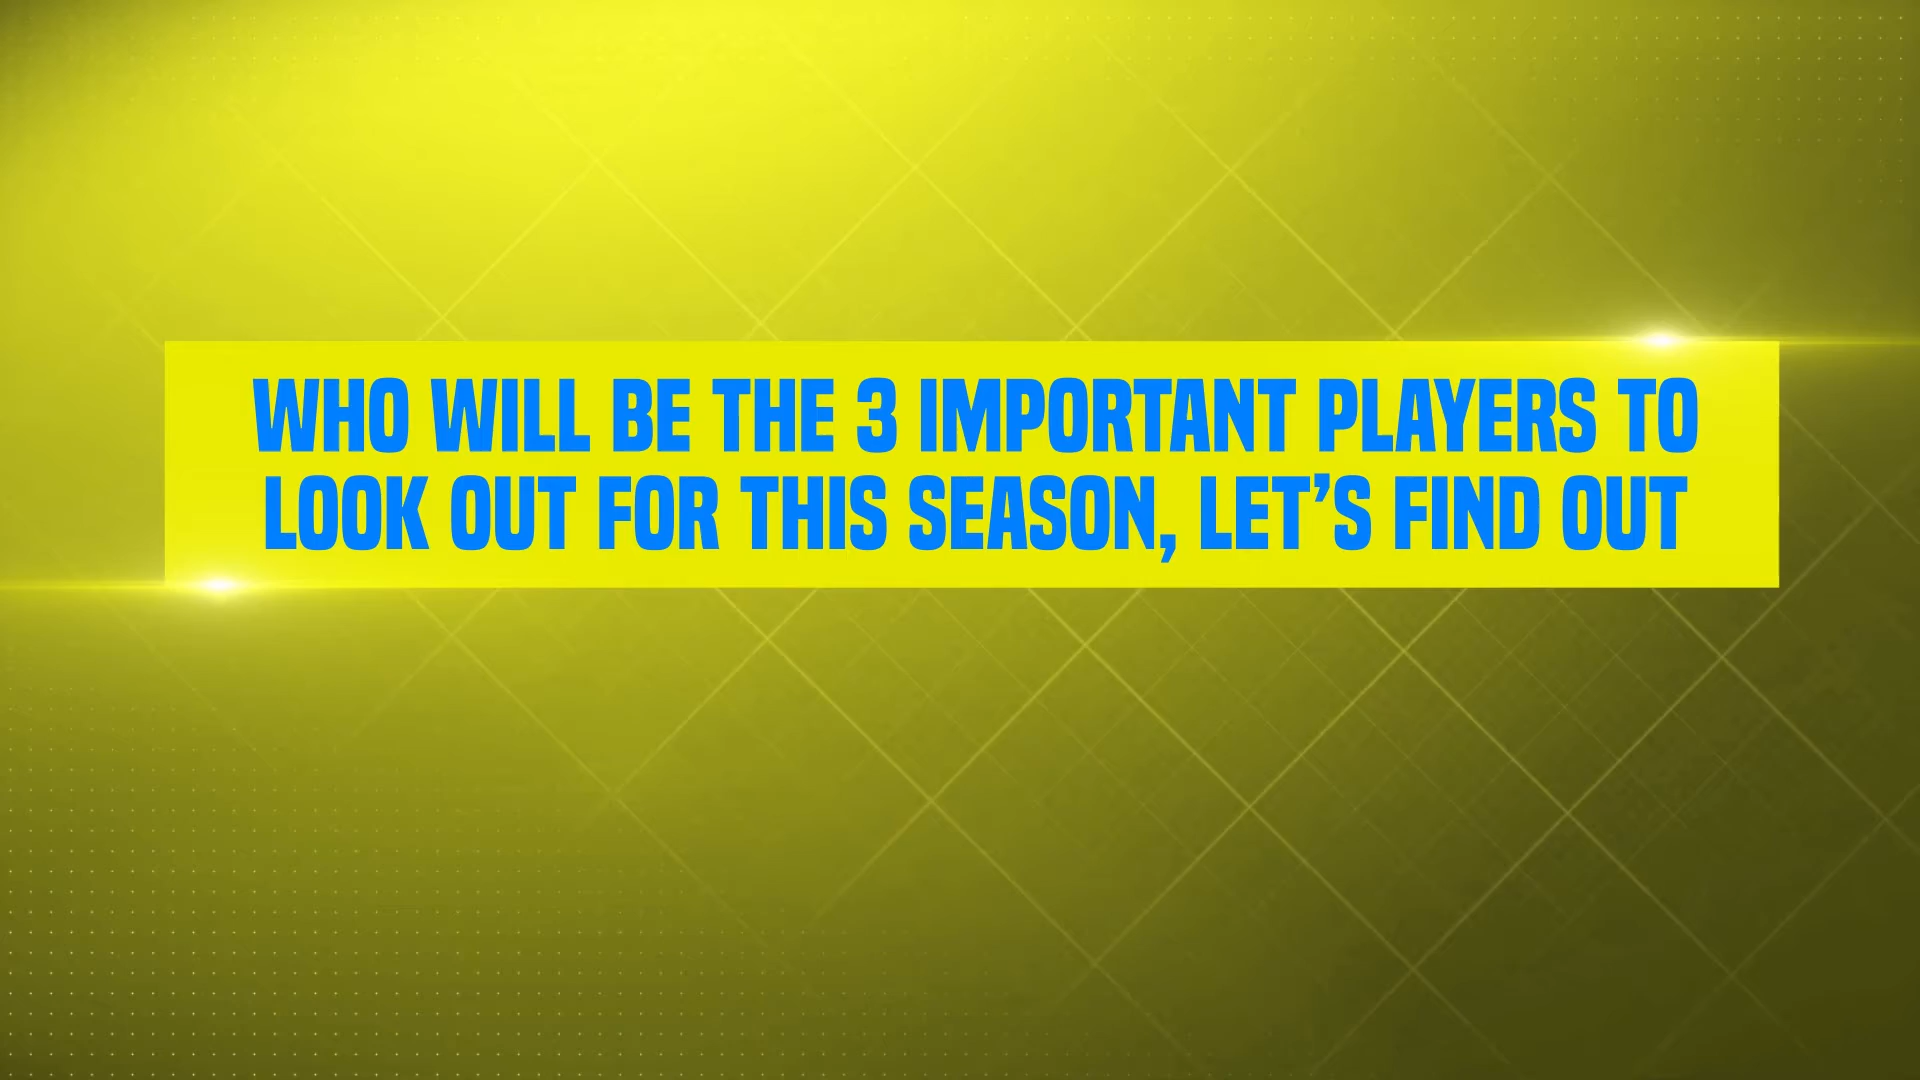 WHO WILL BE THE 3 IMPORTANT PLAYERS TO
LOOK OUT FOR THIS SEASON, LET’S FIND OUT